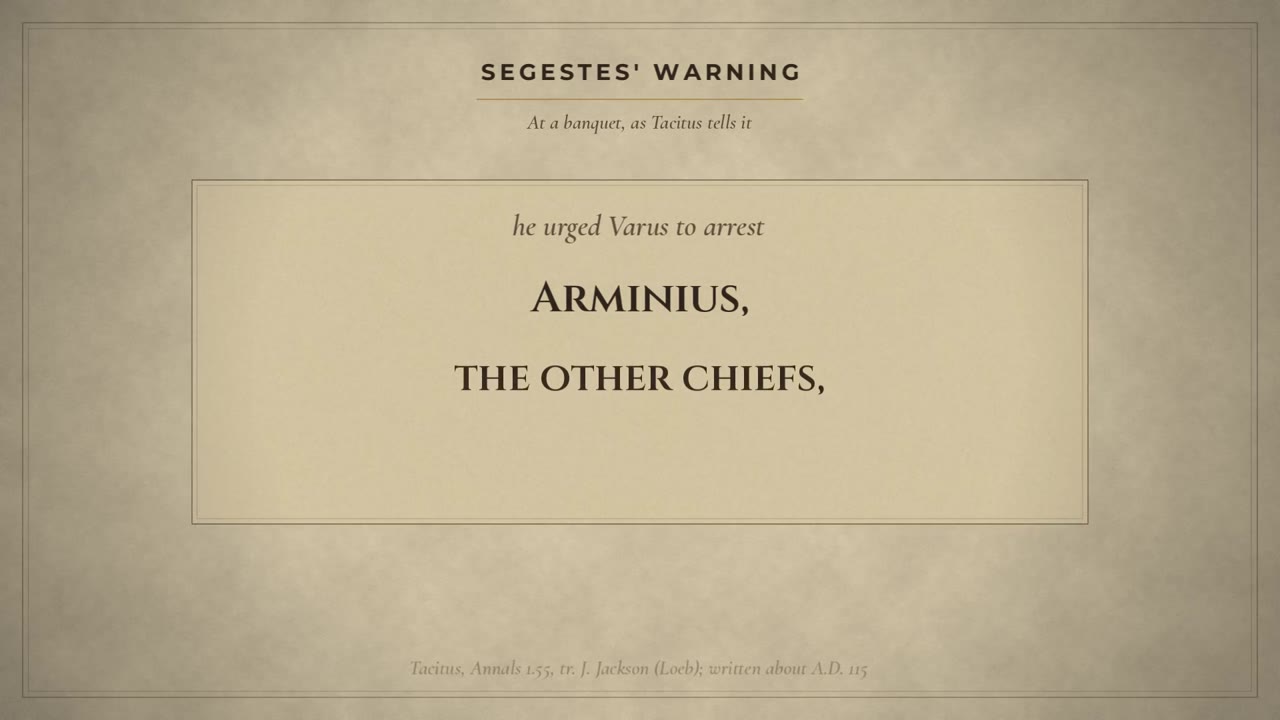 SEGESTES' WARNING
At a banquet, as Tacitus tells it
he urged Varus to arrest
ARMINIUS,
THE OTHER CHIEFS,
Tacitus, Annals 1.55, tr. J. Jackson (Loeb); written about A.D. 115